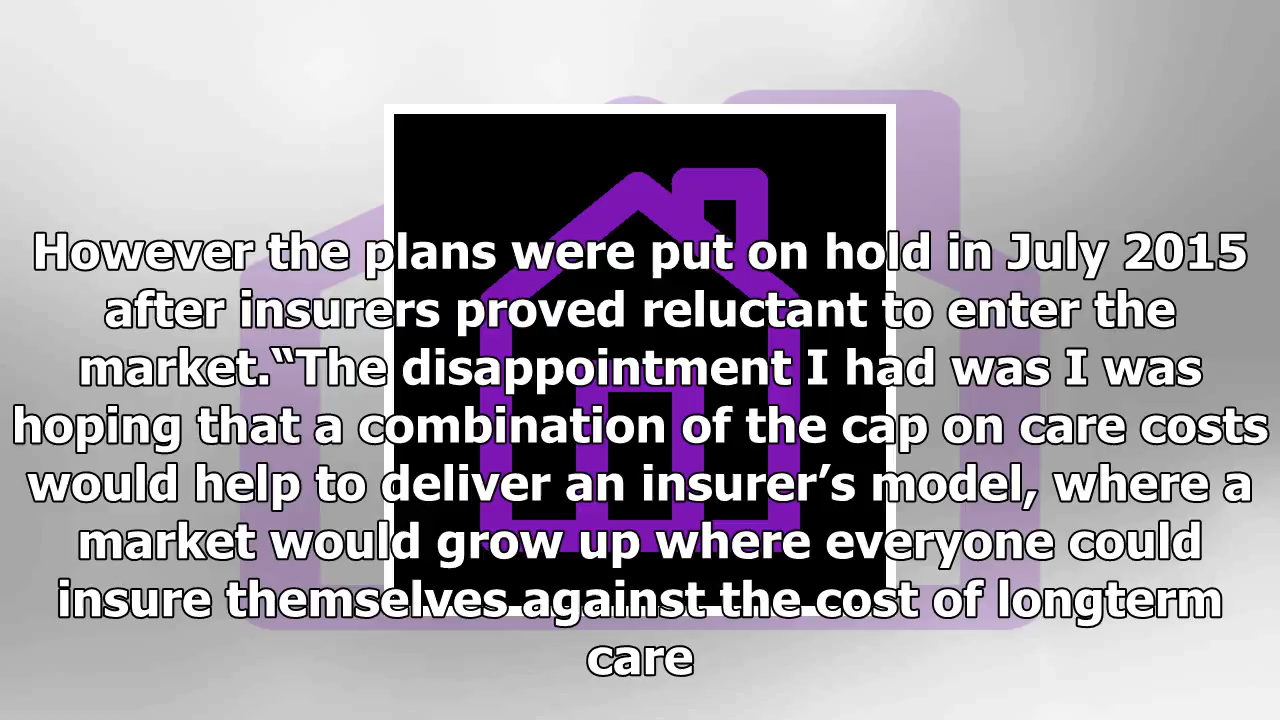 However the plans were put on hold in July 2015
after insurers proved reluctant to enter the
market.“The disappointment I had was I was
hoping that a combination of the cap on care costs
would help to deliver an insurer’s model, where a
market would grow up where everyone could
insure themselves against the cost of longterm
care